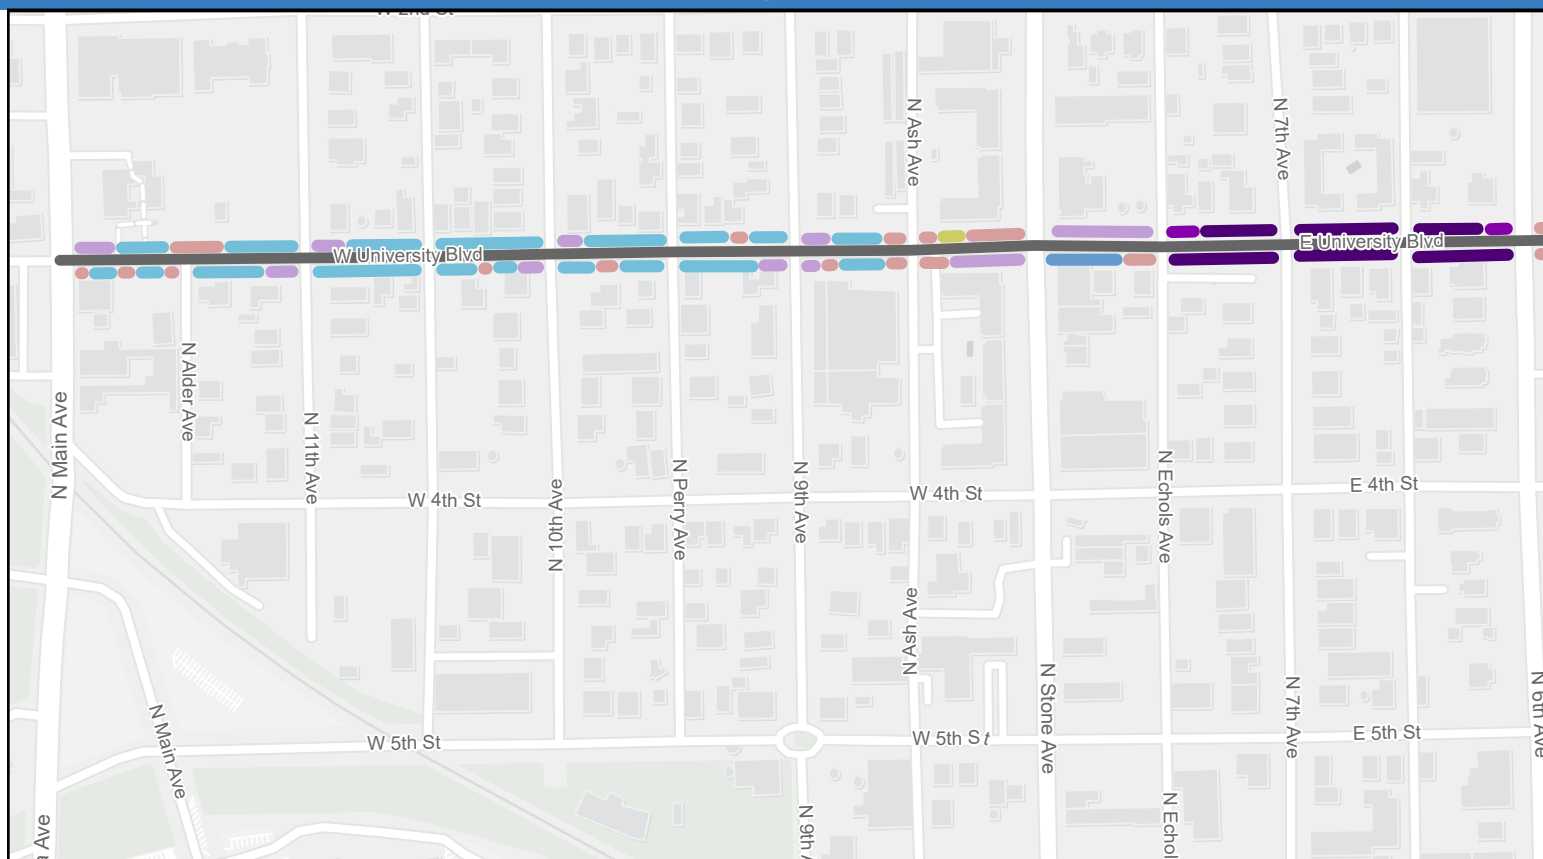 W 2nd St
N Ash Ave
N 7th Ave
W University Blvd
E University Blvd
N Main Ave
N Alder Ave
N 11th Ave
W 4th St
N 10th Ave
N Perry Ave
N 9th Ave
W 4th St
N Echols Ave
E 4th St
N Ash Ave
N Stone Ave
N 7th Ave
N 6th Ave
N Main Ave
W 5th St
W 5th St
E 5th St
Ave
N 9th A
N Echol